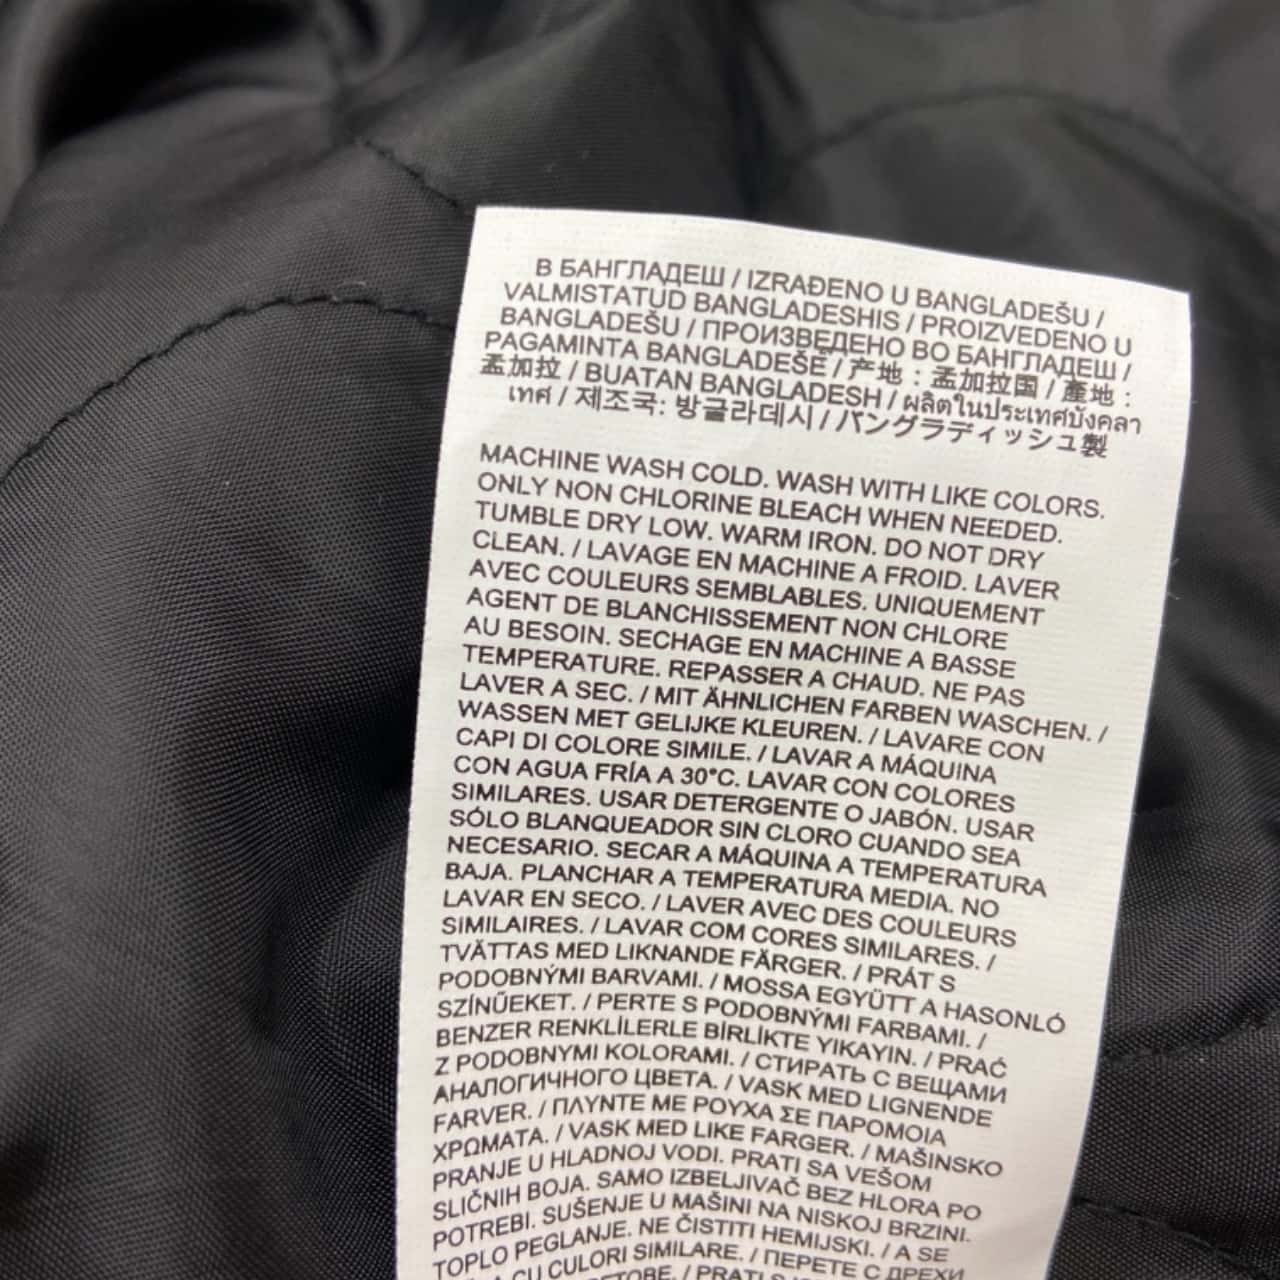 В БАНГЛАДЕШ / IZRAĐENO U BANGLADEŠU /
VALMISTATUD BANGLADESHIS / PROIZVEDENO U
BANGLADEŠU / ПРОИЗВЕДЕНО ВО БАНГЛАДЕШ /
PAGAMINTA BANGLADEŠE / 产地 : 孟加拉国 / 產地 :
孟加拉 / BUATAN BANGLADESH / ผลิตในประเทศบังคลา
เทศ / 제조국: 방글라데시 / バングラディッシュ製
MACHINE WASH COLD. WASH WITH LIKE COLORS.
ONLY NON CHLORINE BLEACH WHEN NEEDED.
TUMBLE DRY LOW. WARM IRON. DO NOT DRY
CLEAN. / LAVAGE EN MACHINE A FROID. LAVER
AVEC COULEURS SEMBLABLES. UNIQUEMENT
AGENT DE BLANCHISSEMENT NON CHLORE
AU BESOIN. SECHAGE EN MACHINE A BASSE
TEMPERATURE. REPASSER A CHAUD. NE PAS
LAVER A SEC. / MIT ÄHNLICHEN FARBEN WASCHEN. /
WASSEN MET GELIJKE KLEUREN. / LAVARE CON
CAPI DI COLORE SIMILE. / LAVAR A MÁQUINA
CON AGUA FRÍA A 30°C. LAVAR CON COLORES
SIMILARES. USAR DETERGENTE O JABÓN. USAR
SÓLO BLANQUEADOR SIN CLORO CUANDO SEA
NECESARIO. SECAR A MÁQUINA A TEMPERATURA
BAJA. PLANCHAR A TEMPERATURA MEDIA. NO
LAVAR EN SECO. / LAVER AVEC DES COULEURS
SIMILAIRES. / LAVAR COM CORES SIMILARES. /
TVÄTTAS MED LIKNANDE FÄRGER. / PRÁT S
PODOBNÝMI BARVAMI. / MOSSA EGYÜTT A HASONLÓ
SZÍNŰEKET. / PERTE S PODOBNÝMI FARBAMI. /
BENZER RENKLİLERLE BİRLİKTE YIKAYIN. / PRAĆ
Z PODOBNYMI KOLORAMI. / СТИРАТЬ С ВЕЩАМИ
АНАЛОГИЧНОГО ЦВЕТА. / VASK MED LIGNENDE
FARVER. / ΠΛΥΝΤΕ ΜΕ ΡΟΥΧΑ ΣΕ ΠΑΡΟΜΟΙΑ
ΧΡΩΜΑΤΑ. / VASK MED LIKE FARGER. / MAŠINSKO
PRANJE U HLADNOJ VODI. PRATI SA VEŠOM
SLIČNIH BOJA. SAMO IZBELJIVAČ BEZ HLORA PO
POTREBI. SUŠENJE U MAŠINI NA NISKOJ BRZINI.
TOPLO PEGLANJE. NE ČISTITI HEMIJSKI. / A SE
CU CULORI SIMILARE. / ПЕРЕТЕ С ДРЕХИ